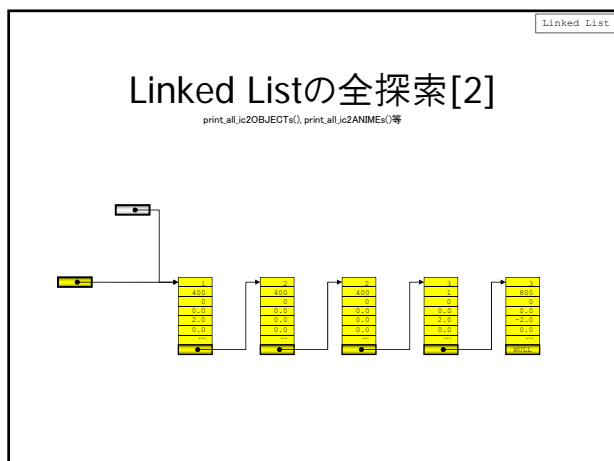 Linked List
Linked Listの全探索[2]
print_all_ic2OBJECTs(), print_all_ic2ANIMEs()等
1 2 2 3 3
400 400 400 1 800
0 0 0 0 0
0.0 0.0 0.0 0.0 0.0
2.0 0.0 0.0 2.0 -2.0
0.0 0.0 0.0 0.0 0.0
… … … … …
NULL